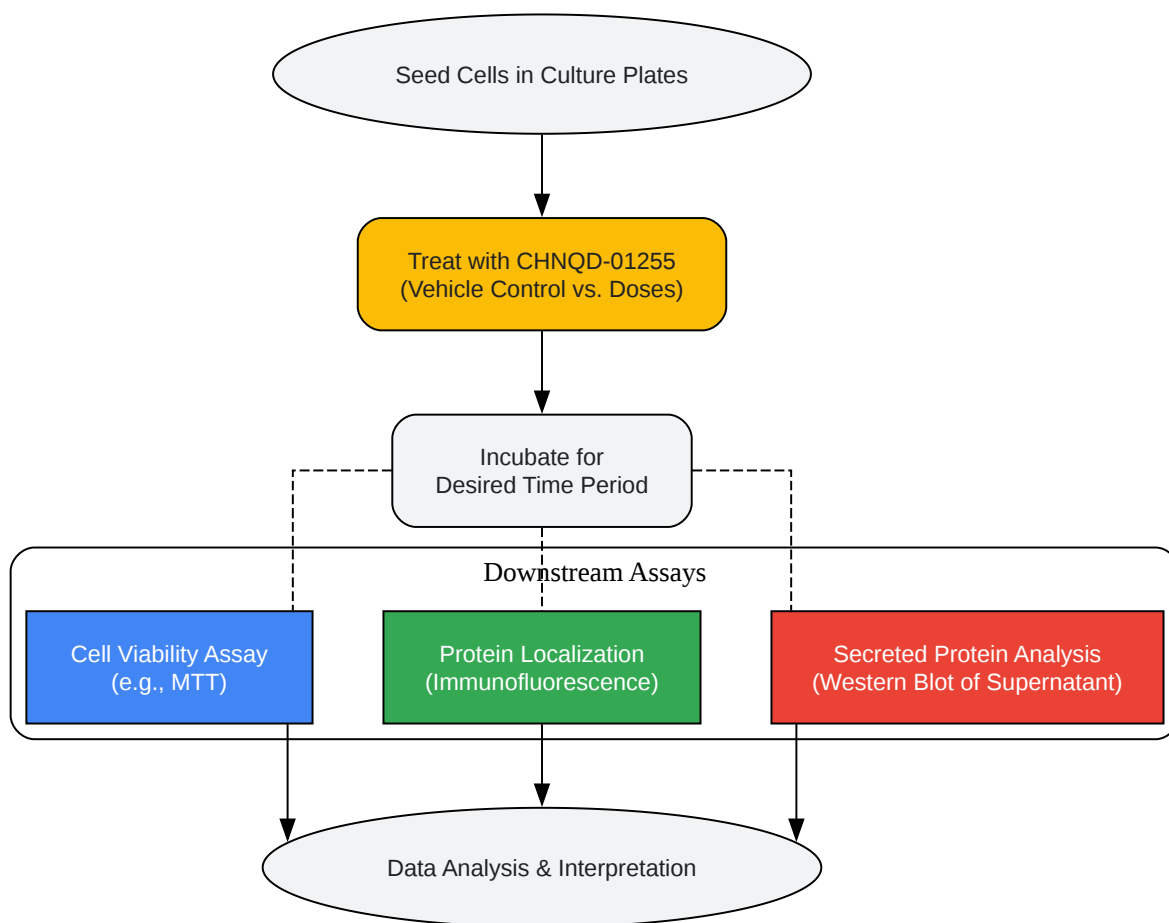 Seed Cells in Culture Plates
Treat with CHNQD-01255
(Vehicle Control vs. Doses)
Incubate for
Desired Time Period
Downstream Assays
Cell Viability Assay
(e.g., MTT)
Protein Localization
(Immunofluorescence)
Secreted Protein Analysis
(Western Blot of Supernatant)
Data Analysis & Interpretation